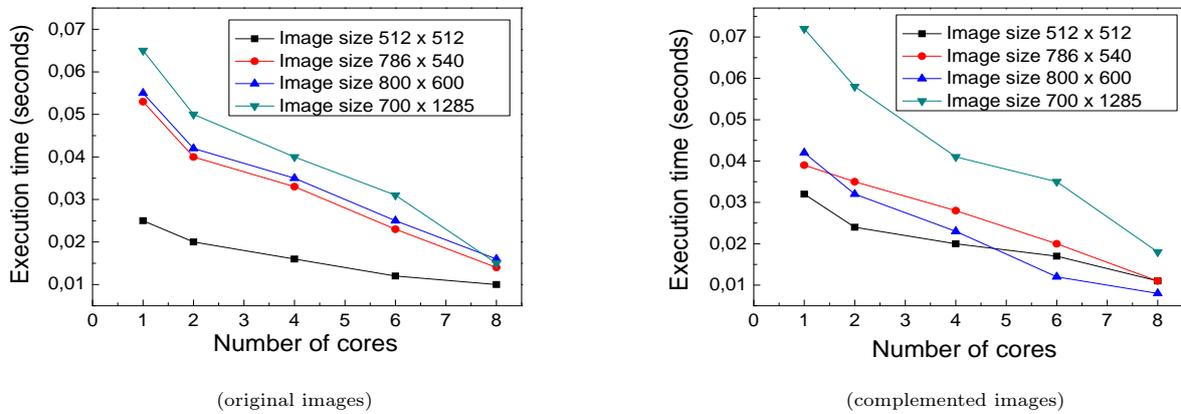 Execution time (seconds)
0,07
0,06
0,05
0,04
0,03
0,02
0,01
0 1 2 3 4 5 6 7 8
Number of cores
Image size 512 x 512
Image size 786 x 540
Image size 800 x 600
Image size 700 x 1285
(original images)
Execution time (seconds)
0,07
0,06
0,05
0,04
0,03
0,02
0,01
0 1 2 3 4 5 6 7 8
Number of cores
Image size 512 x 512
Image size 786 x 540
Image size 800 x 600
Image size 700 x 1285
(complemented images)